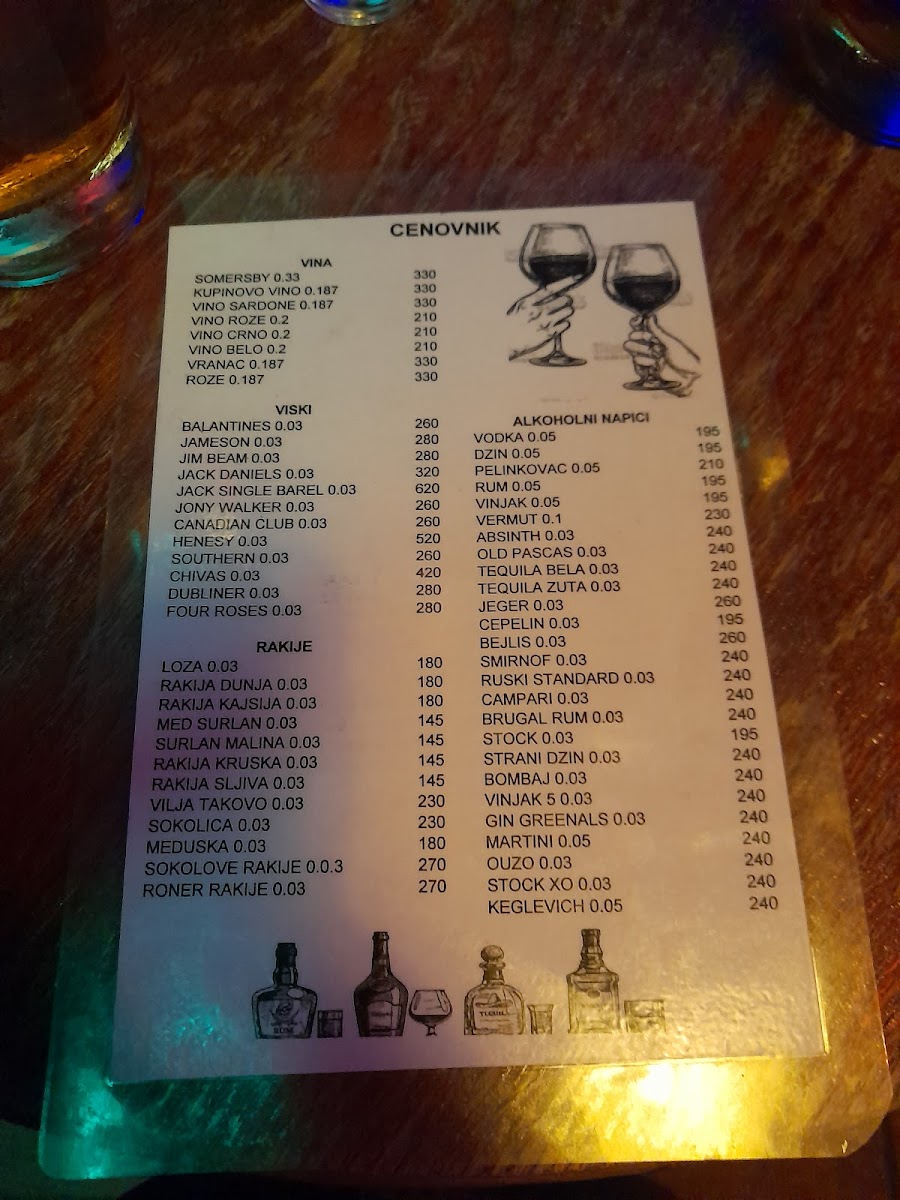 CENOVNIK
VINA
SOMERSBY 0.33 330
KUPINOVO VINO 0.187 330
VINO SARDONE 0.187 330
VINO ROZE 0.2 210
VINO CRNO 0.2 210
VINO BELO 0.2 210
VRANAC 0.187 330
ROZE 0.187 330
VISKI
BALANTINES 0.03 260
JAMESON 0.03 280
JIM BEAM 0.03 280
JACK DANIELS 0.03 320
JACK SINGLE BAREL 0.03 620
JONY WALKER 0.03 260
CANADIAN CLUB 0.03 260
HENESY 0.03 520
SOUTHERN 0.03 260
CHIVAS 0.03 420
DUBLINER 0.03 280
FOUR ROSES 0.03 280
RAKIJE
LOZA 0.03 180
RAKIJA DUNJA 0.03 180
RAKIJA KAJSIJA 0.03 180
MED SURLAN 0.03 145
SURLAN MALINA 0.03 145
RAKIJA KRUSKA 0.03 145
RAKIJA SLJIVA 0.03 145
VILJA TAKOVO 0.03 230
SOKOLICA 0.03 230
MEDUSKA 0.03 180
SOKOLOVE RAKIJE 0.0.3 270
RONER RAKIJE 0.03 270
ALKOHOLNI NAPICI
VODKA 0.05 195
DZIN 0.05 195
PELINKOVAC 0.05 210
RUM 0.05 195
VINJAK 0.05 195
VERMUT 0.1 230
ABSINTH 0.03 240
OLD PASCAS 0.03 240
TEQUILA BELA 0.03 240
TEQUILA ZUTA 0.03 240
JEGER 0.03 260
CEPELIN 0.03 195
BEJLIS 0.03 260
SMIRNOF 0.03 240
RUSKI STANDARD 0.03 240
CAMPARI 0.03 240
BRUGAL RUM 0.03 240
STOCK 0.03 195
STRANI DZIN 0.03 240
BOMBAJ 0.03 240
VINJAK 5 0.03 240
GIN GREENALS 0.03 240
MARTINI 0.05 240
OUZO 0.03 240
STOCK XO 0.03 240
KEGLEVICH 0.05 240
RUM